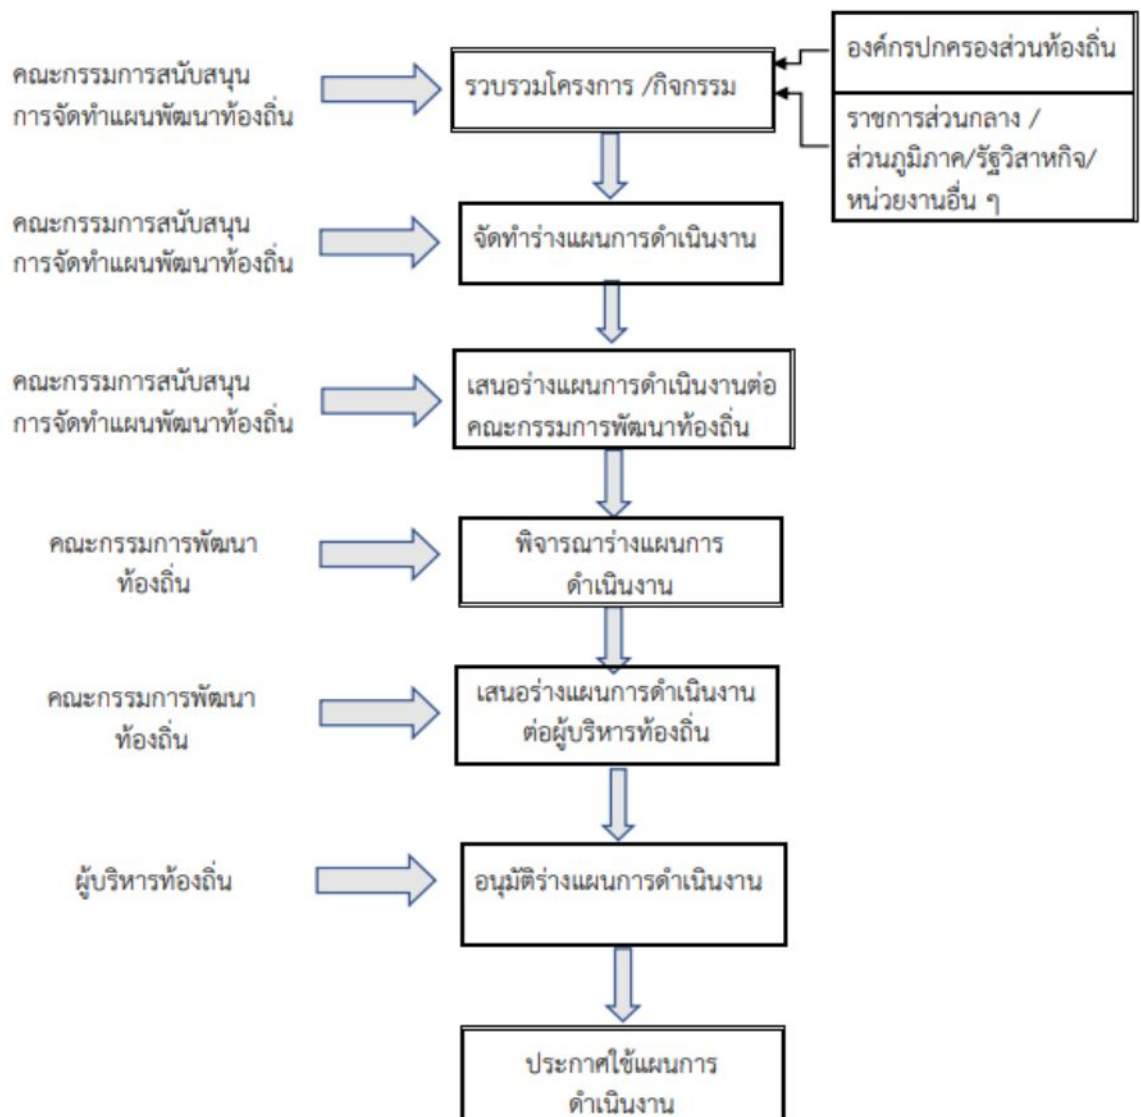 คณะกรรมการสนับสนุน
การจัดทำแผนพัฒนาท้องถิ่น
รวบรวมโครงการ /กิจกรรม
องค์กรปกครองส่วนท้องถิ่น
ราชการส่วนกลาง /
ส่วนภูมิภาค/รัฐวิสาหกิจ/
หน่วยงานอื่น ๆ
คณะกรรมการสนับสนุน
การจัดทำแผนพัฒนาท้องถิ่น
จัดทำร่างแผนการดำเนินงาน
คณะกรรมการสนับสนุน
การจัดทำแผนพัฒนาท้องถิ่น
เสนอร่างแผนการดำเนินงานต่อ
คณะกรรมการพัฒนาท้องถิ่น
คณะกรรมการพัฒนา
ท้องถิ่น
พิจารณาร่างแผนการ
ดำเนินงาน
คณะกรรมการพัฒนา
ท้องถิ่น
เสนอร่างแผนการดำเนินงาน
ต่อผู้บริหารท้องถิ่น
ผู้บริหารท้องถิ่น
อนุมัติร่างแผนการดำเนินงาน
ประกาศใช้แผนการ
ดำเนินงาน